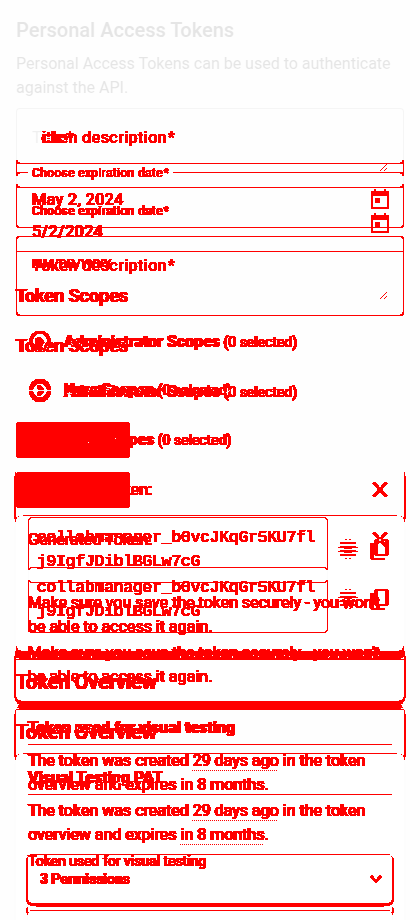 Personal Access Tokens
Personal Access Tokens can be used to authenticate
against the API.
Token description*
Choose expiration date*
May 2, 2024
Choose expiration date*
5/2/2024
Token description*
Token Scopes
Token Scopes
Administrator Scopes (0 selected)
(0 selected)
(0 selected)
Generated Token:
collabmanager_b0vcJKqGr5KU7fl
j9IgfJDiblBGLw7cG
collabmanager_b0vcJKqGr5KU7fl
j9IgfJDiblBGLw7cG
Make sure you save the token securely - you won't
be able to access it again.
Make sure you save the token securely - you won't
be able to access it again.
Token Overview
Token Overview
Token used for visual testing
The token was created 29 days ago in the token
overview and expires in 8 months.
Visual Testing PAT
The token was created 29 days ago in the token
overview and expires in 8 months.
Token used for visual testing
3 Permissions